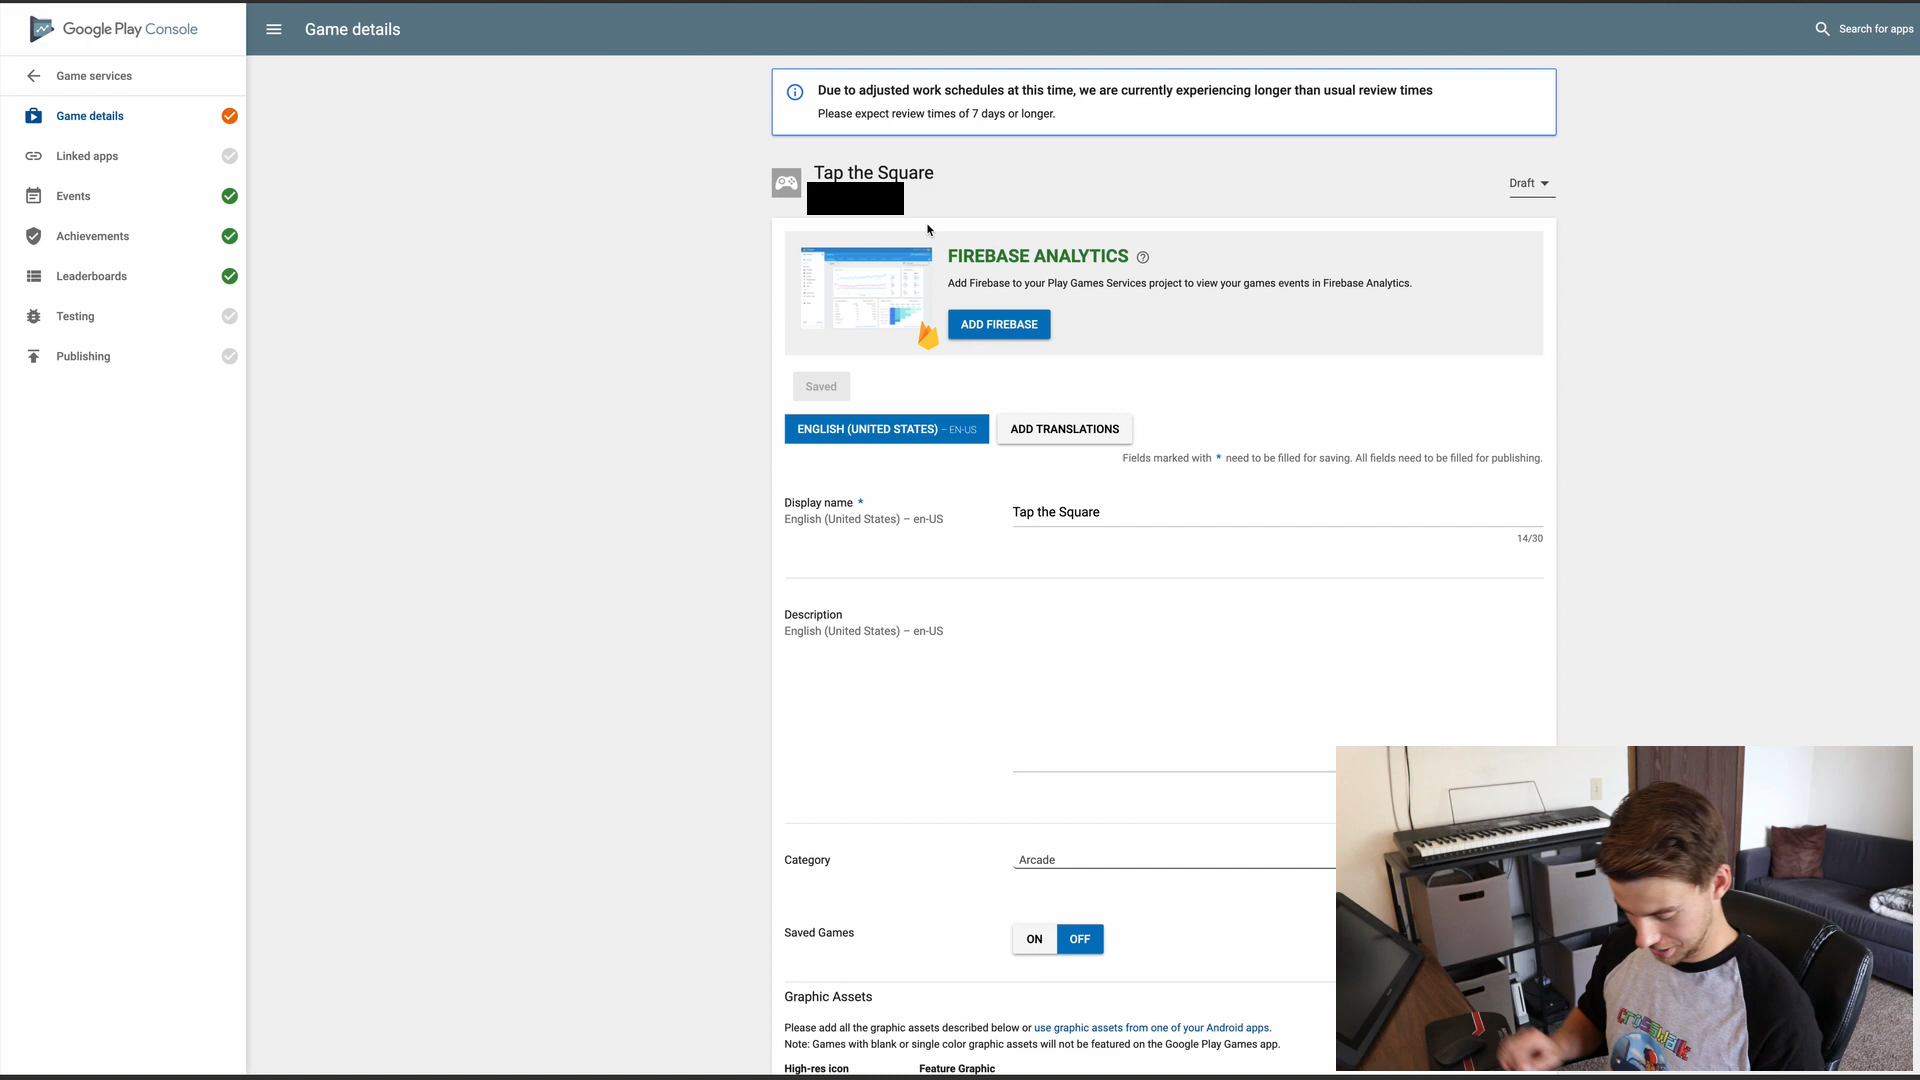 Google Play Console
Game details
Search for apps
Game services
Game details
Linked apps
Events
Achievements
Leaderboards
Testing
Publishing
Due to adjusted work schedules at this time, we are currently experiencing longer than usual review times
Please expect review times of 7 days or longer.
Tap the Square
Draft
FIREBASE ANALYTICS
Add Firebase to your Play Games Services project to view your games events in Firebase Analytics.
ADD FIREBASE
Saved
ENGLISH (UNITED STATES) – EN-US
ADD TRANSLATIONS
Fields marked with * need to be filled for saving. All fields need to be filled for publishing.
Display name *
English (United States) – en-US
Tap the Square
14/30
Description
English (United States) – en-US
Category
Arcade
Saved Games
ON OFF
Graphic Assets
Please add all the graphic assets described below or use graphic assets from one of your Android apps.
Note: Games with blank or single color graphic assets will not be featured on the Google Play Games app.
High-res icon
Feature Graphic
crosswalk